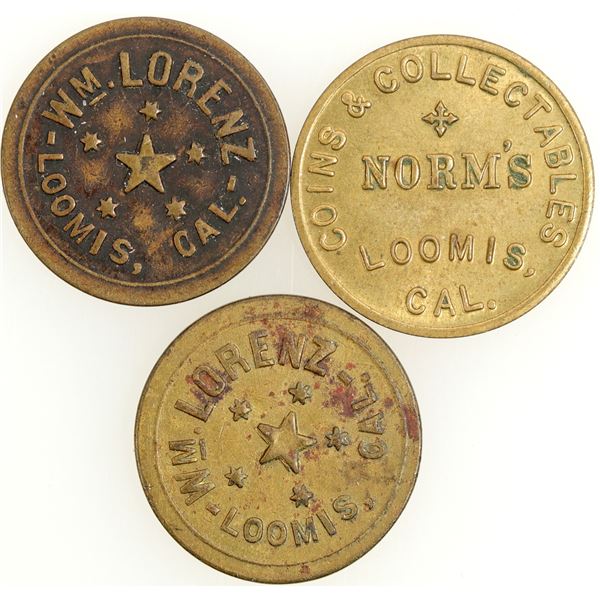 WM. LORENZ
- LOOMIS, CAL. -
COINS & COLLECTABLES
NORM'S
LOOMIS,
CAL.
WM. LORENZ
- LOOMIS, CAL. -